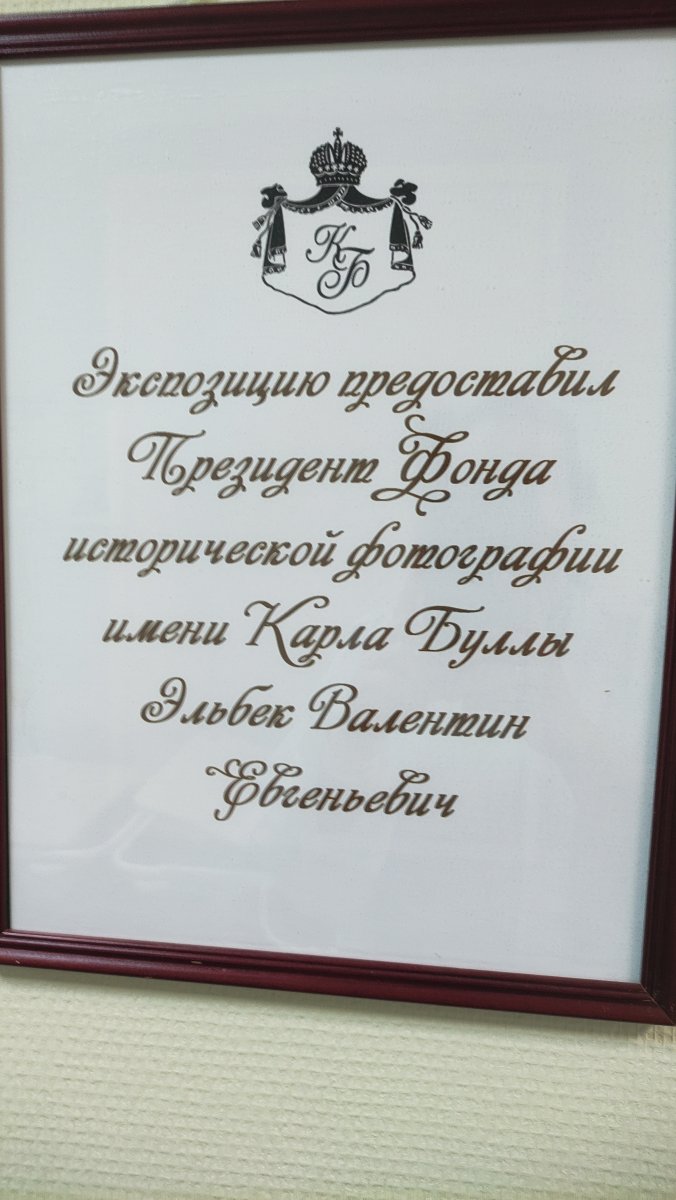 КБ
Экспозицию предоставил
Президент Фонда
исторической фотографии
имени Карла Буллы
Эльбек Валентин
Евгеньевич